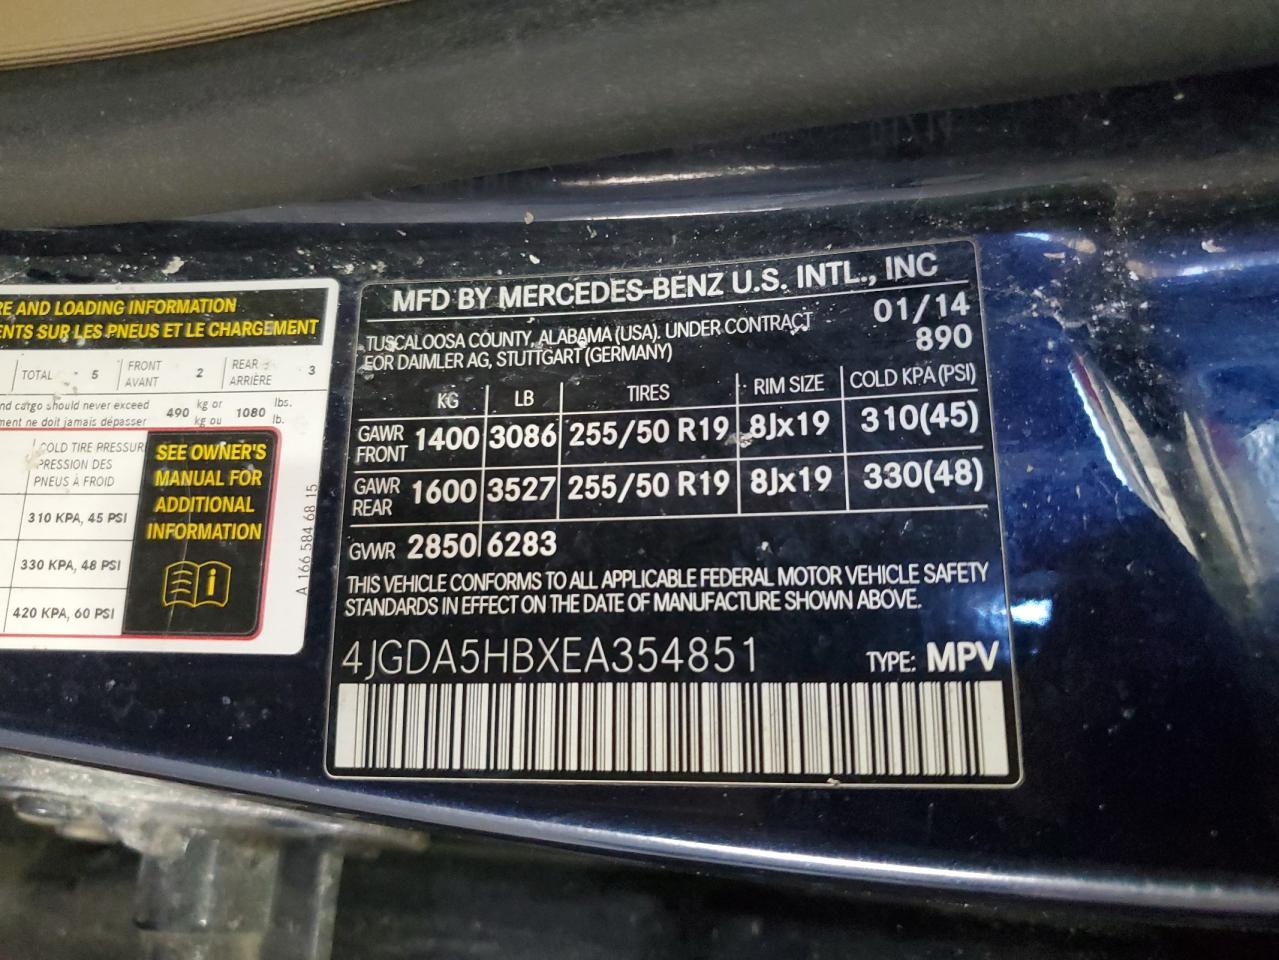 RE AND LOADING INFORMATION
ENTS SUR LES PNEUS ET LE CHARGEMENT
TOTAL 5 FRONT AVANT 2 REAR ARRIÈRE 3
nd cargo should never exceed 490 kg or 1080 lbs.
ment ne doit jamais dépasser kg ou lb.
COLD TIRE PRESSURE
PRESSION DES
PNEUS À FROID
310 KPA, 45 PSI
330 KPA, 48 PSI
420 KPA, 60 PSI
SEE OWNER'S
MANUAL FOR
ADDITIONAL
INFORMATION
i
A 166 584 68 15
MFD BY MERCEDES-BENZ U.S. INTL., INC
TUSCALOOSA COUNTY, ALABAMA (USA). UNDER CONTRACT 01/14
FOR DAIMLER AG, STUTTGART (GERMANY) 890
KG LB TIRES RIM SIZE COLD KPA (PSI)
GAWR FRONT 1400 3086 255/50 R19 8Jx19 310(45)
GAWR REAR 1600 3527 255/50 R19 8Jx19 330(48)
GVWR 2850 6283
THIS VEHICLE CONFORMS TO ALL APPLICABLE FEDERAL MOTOR VEHICLE SAFETY
STANDARDS IN EFFECT ON THE DATE OF MANUFACTURE SHOWN ABOVE.
4JGDA5HBXEA354851 TYPE: MPV